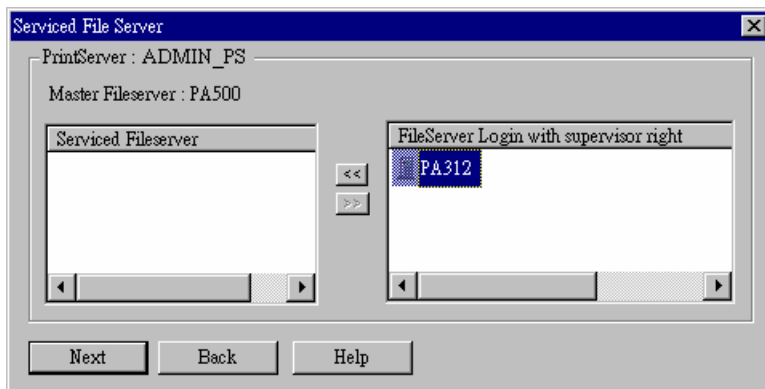 Serviced File Server
PrintServer : ADMIN_PS
Master Fileserver : PA500
Serviced Fileserver
FileServer Login with supervisor right
PA312
<<
>>
Next
Back
Help